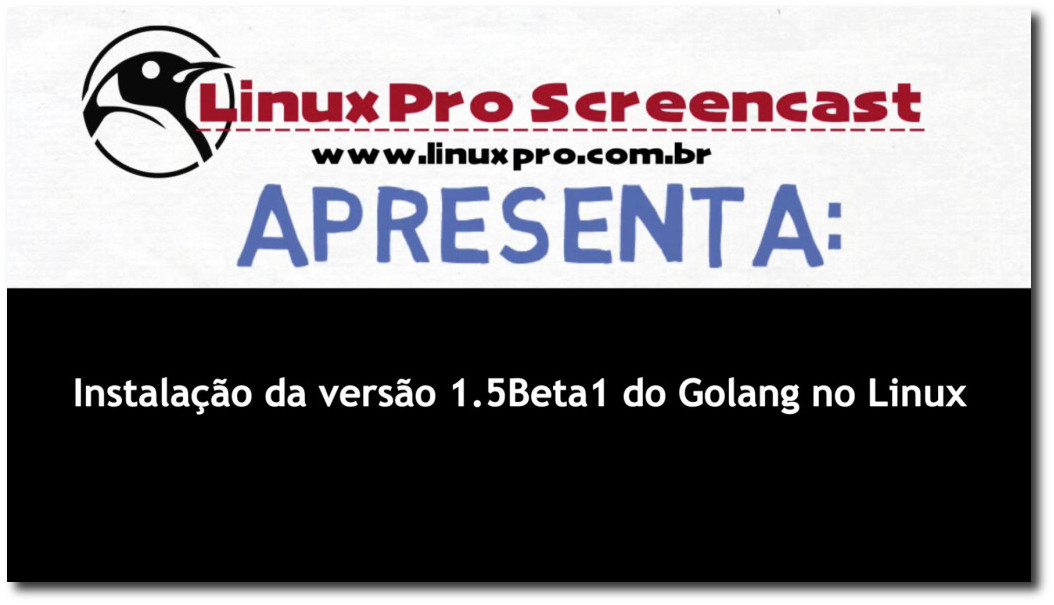 LinuxPro Screencast
www.linuxpro.com.br
APRESENTA:
Instalação da versão 1.5Beta1 do Golang no Linux